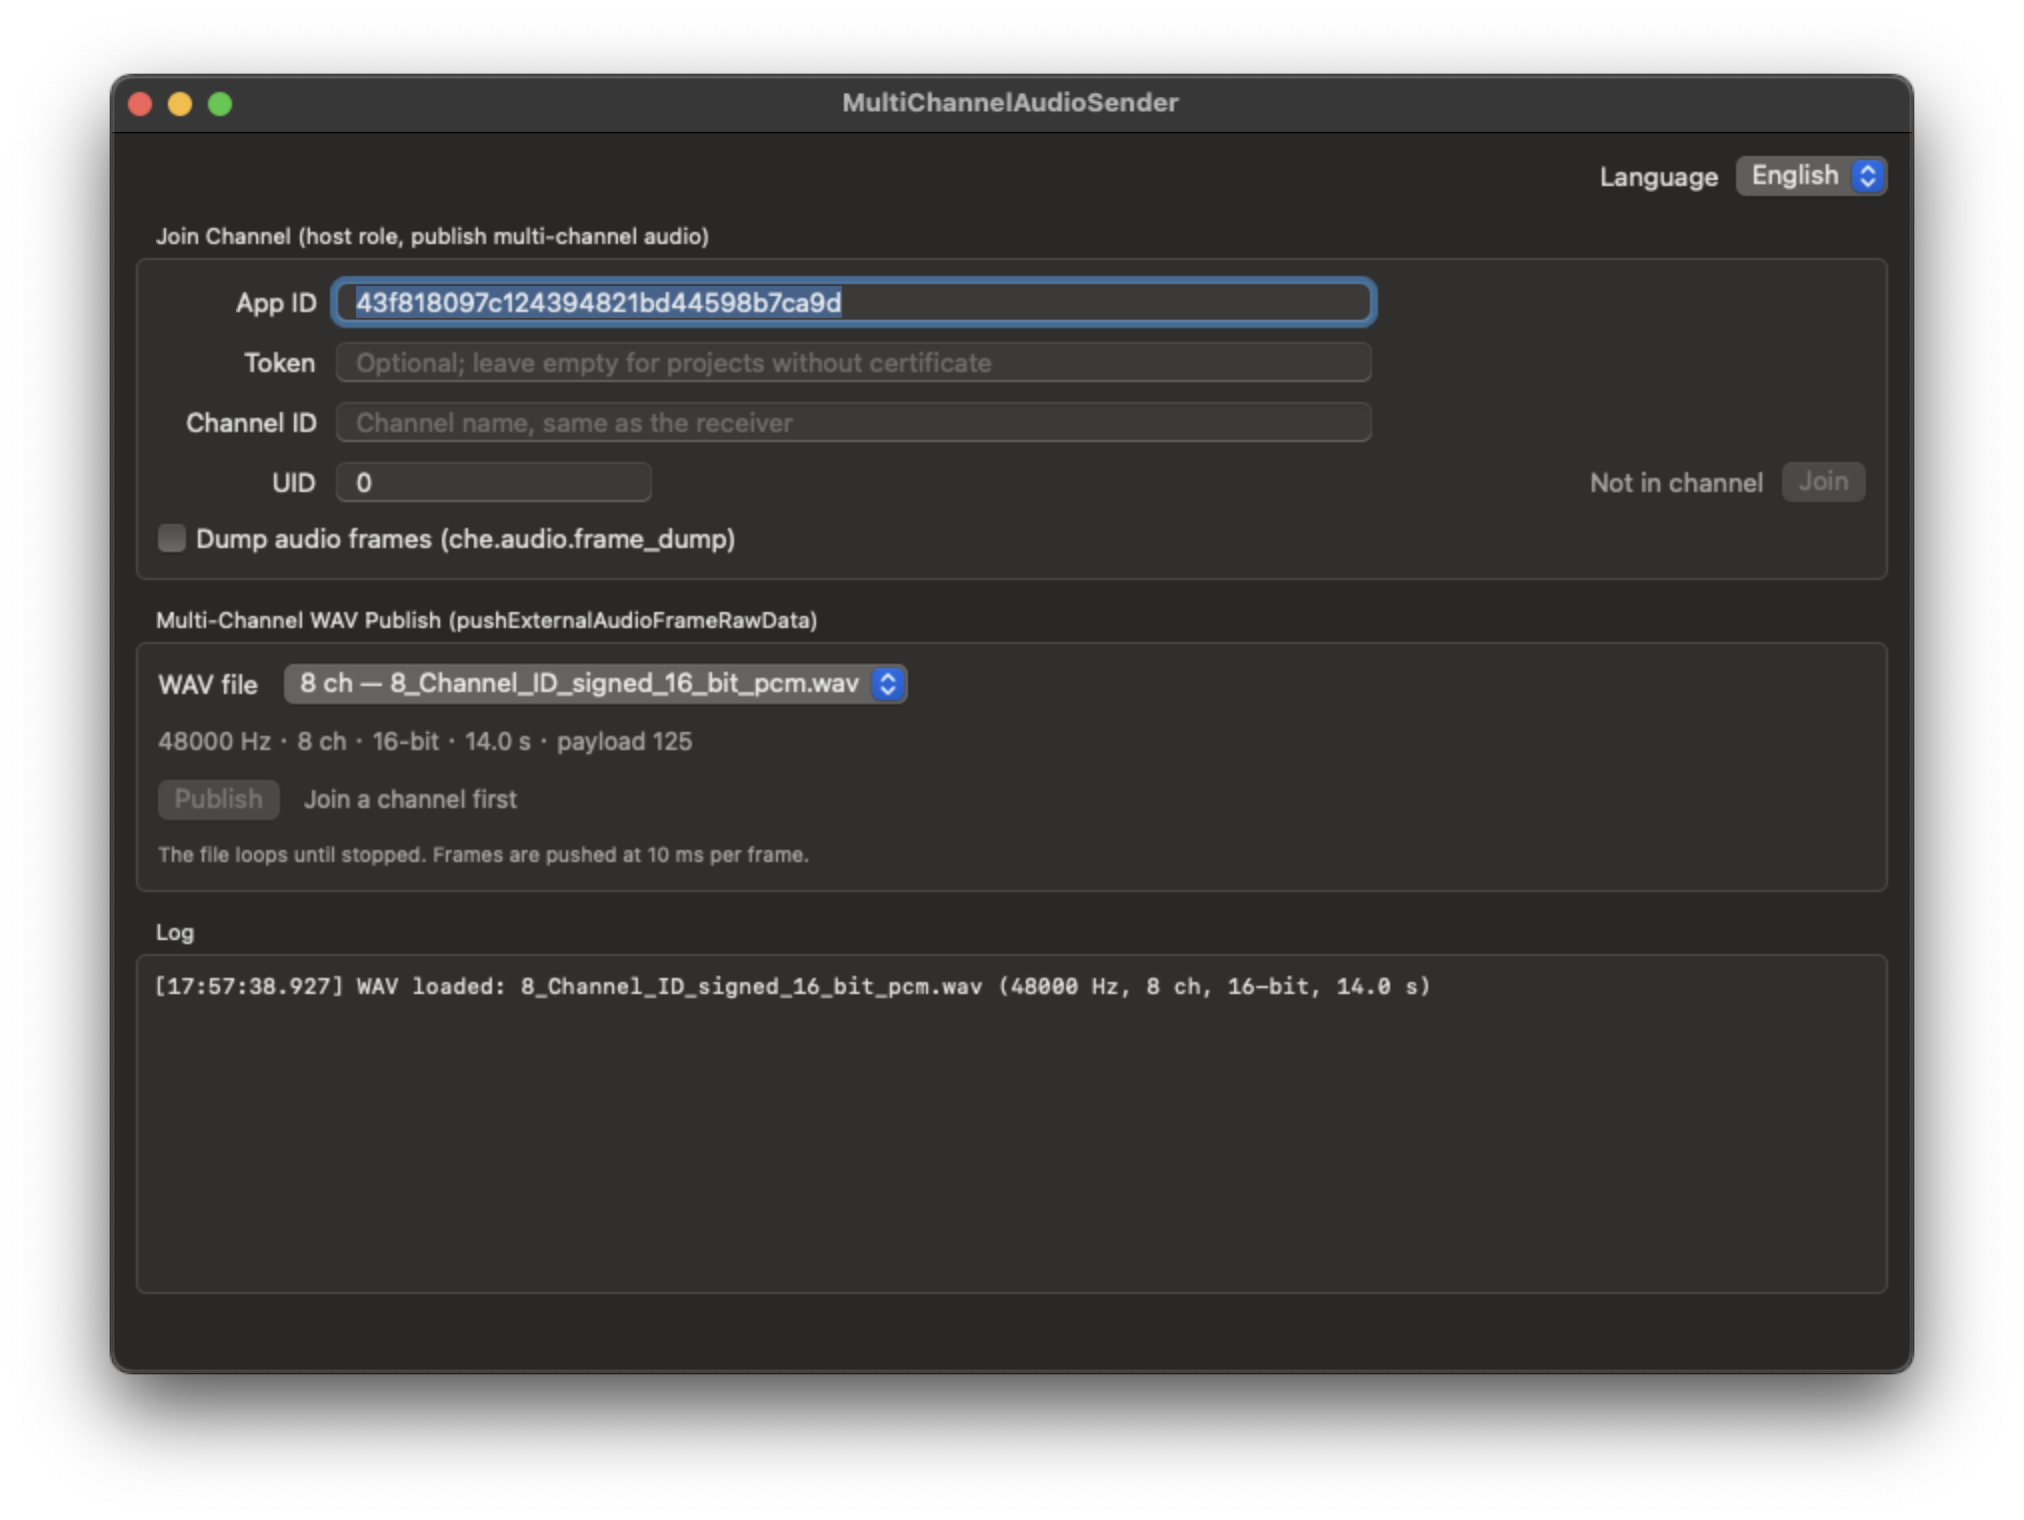 MultiChannelAudioSender
Language English
Join Channel (host role, publish multi-channel audio)
App ID 43f818097c124394821bd44598b7ca9d
Token Optional; leave empty for projects without certificate
Channel ID Channel name, same as the receiver
UID 0 Not in channel Join
Dump audio frames (che.audio.frame_dump)
Multi-Channel WAV Publish (pushExternalAudioFrameRawData)
WAV file 8 ch — 8_Channel_ID_signed_16_bit_pcm.wav
48000 Hz · 8 ch · 16-bit · 14.0 s · payload 125
Publish Join a channel first
The file loops until stopped. Frames are pushed at 10 ms per frame.
Log
[17:57:38.927] WAV loaded: 8_Channel_ID_signed_16_bit_pcm.wav (48000 Hz, 8 ch, 16-bit, 14.0 s)